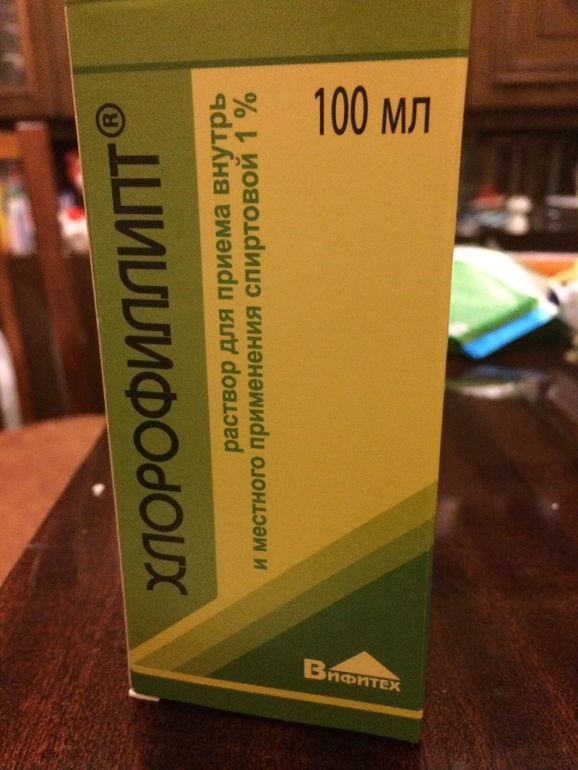 ХЛОРОФИЛЛИПТ®
раствор для приема внутрь
и местного применения спиртовой 1 %
100 мл
ВИФИТЕХ